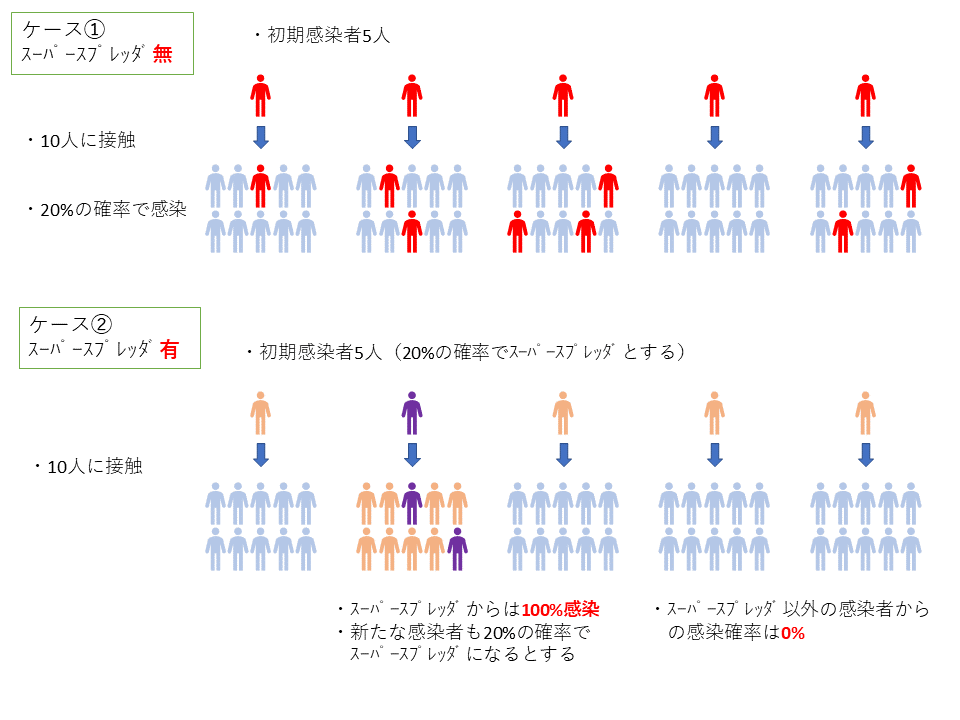 ケース①
ｽｰﾊﾟｰｽﾌﾟﾚｯﾀﾞ無
・初期感染者5人
・10人に接触
・20%の確率で感染
ケース②
ｽｰﾊﾟｰｽﾌﾟﾚｯﾀﾞ有
・初期感染者5人（20%の確率でｽｰﾊﾟｰｽﾌﾟﾚｯﾀﾞとする）
・10人に接触
・ｽｰﾊﾟｰｽﾌﾟﾚｯﾀﾞからは100%感染
・新たな感染者も20%の確率で
ｽｰﾊﾟｰｽﾌﾟﾚｯﾀﾞになるとする
・ｽｰﾊﾟｰｽﾌﾟﾚｯﾀﾞ以外の感染者から
の感染確率は0%